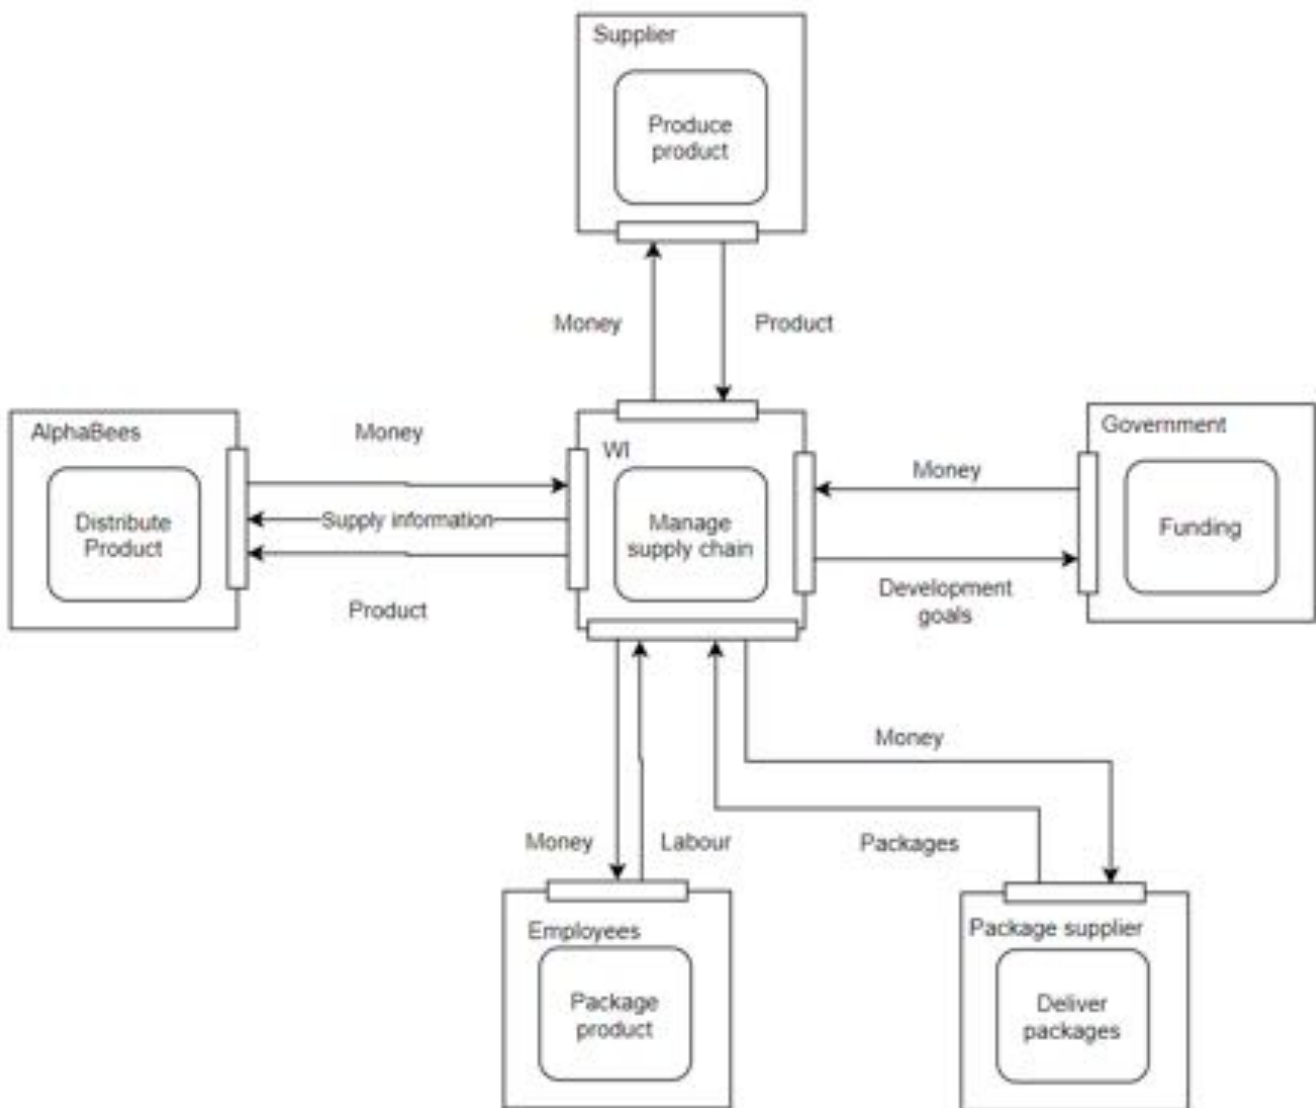 Supplier
Produce
product
Money
Product
AlphaBees
Distribute
Product
Money
Supply information
Product
WI
Manage
supply chain
Government
Funding
Money
Development
goals
Money
Money
Labour
Packages
Employees
Package
product
Package supplier
Deliver
packages